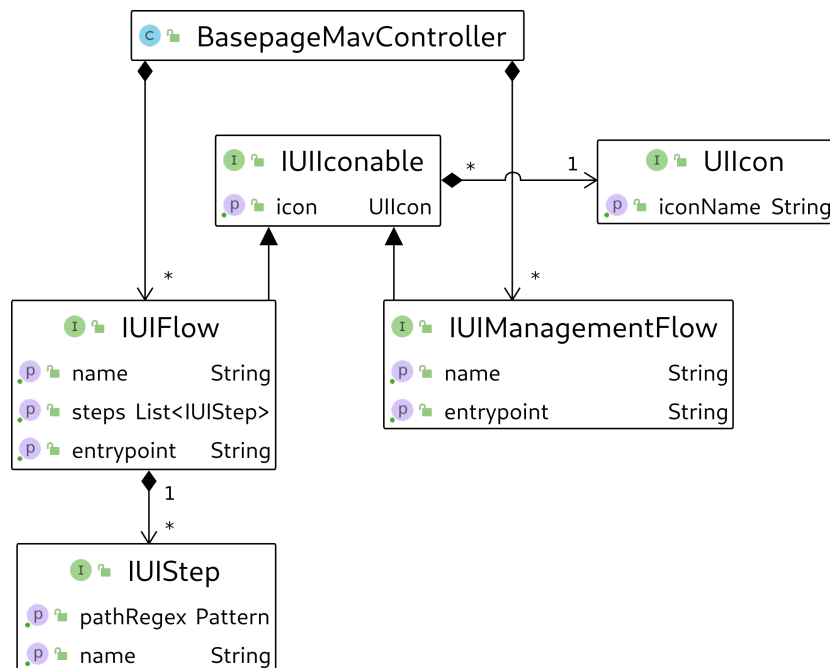 C BasepageMavController
I IUIIconable
p icon UIIcon
* 1
I UIIcon
p iconName String
*
*
I IUIFlow
p name String
p steps List<IUIStep>
p entrypoint String
I IUIManagementFlow
p name String
p entrypoint String
1
*
I IUIStep
p pathRegex Pattern
p name String